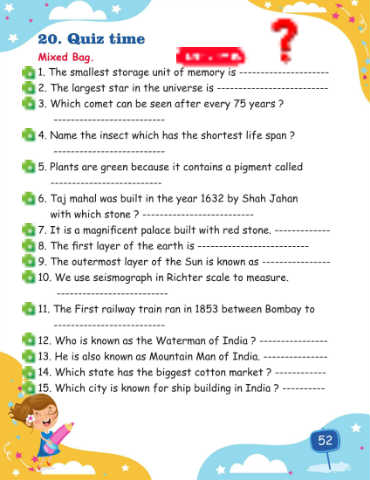 20. Quiz time
Mixed Bag.
1. The smallest storage unit of memory is ---------------------
2. The largest star in the universe is --------------------------
3. Which comet can be seen after every 75 years ?
--------------------------
4. Name the insect which has the shortest life span ?
--------------------------
5. Plants are green because it contains a pigment called
--------------------------
6. Taj mahal was built in the year 1632 by Shah Jahan
with which stone ? --------------------------
7. It is a magnificent palace built with red stone. -------------
8. The first layer of the earth is --------------------------
9. The outermost layer of the Sun is known as ----------------
10. We use seismograph in Richter scale to measure.
--------------------------
11. The First railway train ran in 1853 between Bombay to
--------------------------
12. Who is known as the Waterman of India ? ----------------
13. He is also known as Mountain Man of India. ---------------
14. Which state has the biggest cotton market ? ------------
15. Which city is known for ship building in India ? ----------
52